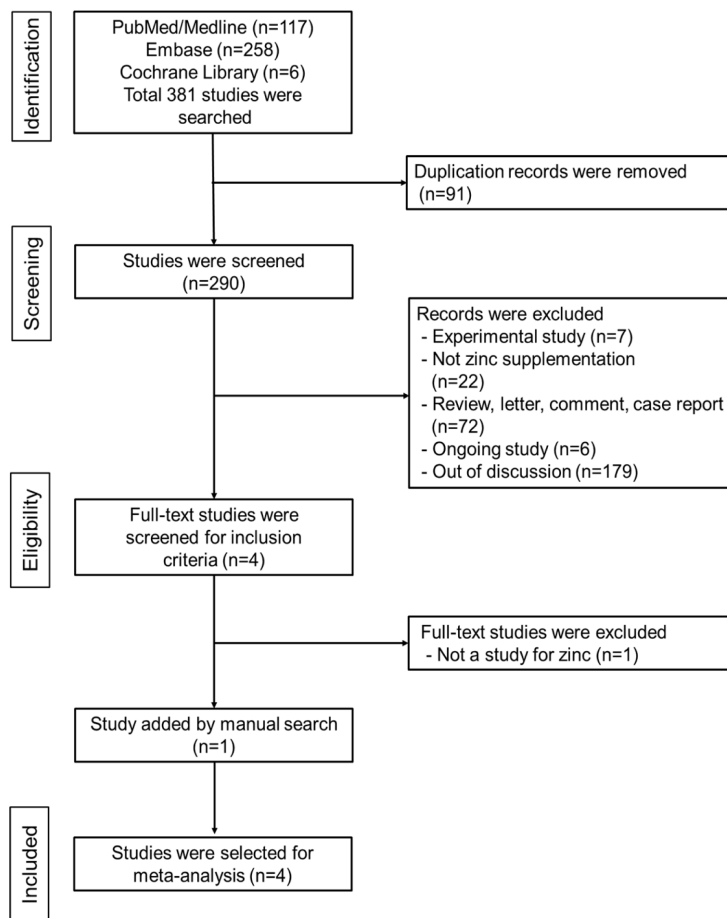 Identification
PubMed/Medline (n=117)
Embase (n=258)
Cochrane Library (n=6)
Total 381 studies were
searched
Duplication records were removed
(n=91)
Screening
Studies were screened
(n=290)
Records were excluded
- Experimental study (n=7)
- Not zinc supplementation
(n=22)
- Review, letter, comment, case report
(n=72)
- Ongoing study (n=6)
- Out of discussion (n=179)
Eligibility
Full-text studies were
screened for inclusion
criteria (n=4)
Full-text studies were excluded
- Not a study for zinc (n=1)
Study added by manual search
(n=1)
Included
Studies were selected for
meta-analysis (n=4)